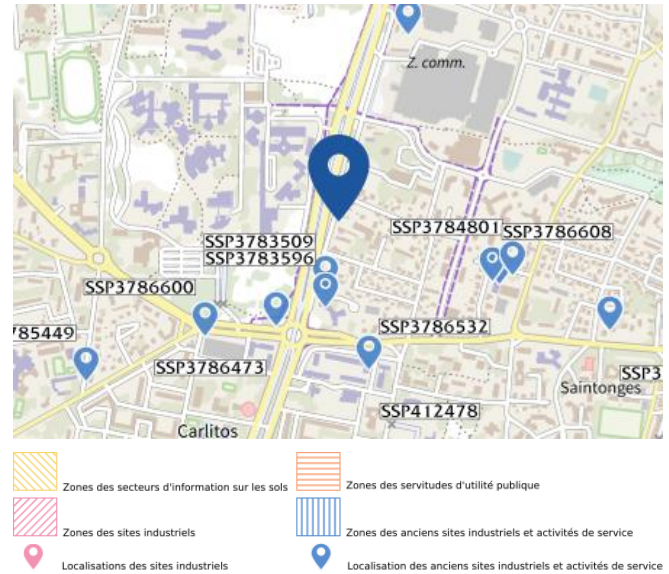 Z. comm.
SSP3784801
SSP3786608
SSP3783509
SSP3783596
SSP3786600
785449
SSP3786532
SSP3786473
SSP3
Saintonges
SSP412478
Carlitos
Zones des secteurs d'information sur les sols
Zones des servitudes d'utilité publique
Zones des sites industriels
Zones des anciens sites industriels et activités de service
Localisations des sites industriels
Localisation des anciens sites industriels et activités de service